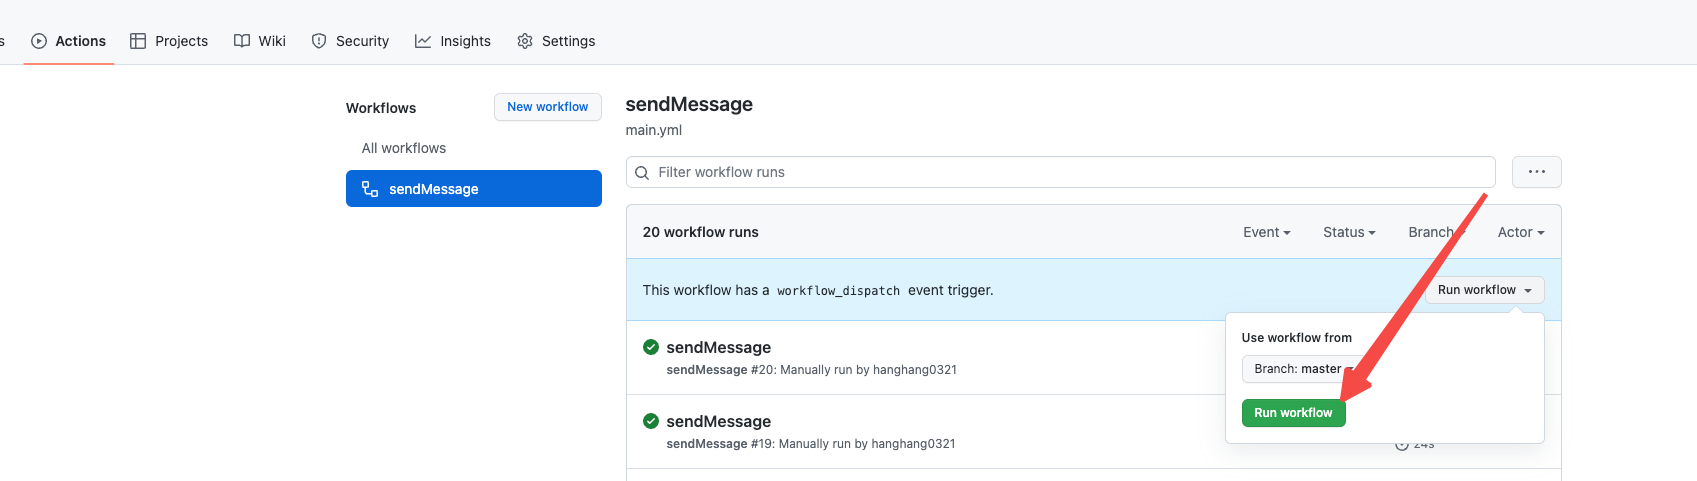 s Actions Projects Wiki Security Insights Settings
Workflows
New workflow
All workflows
sendMessage
sendMessage
main.yml
Filter workflow runs
20 workflow runs
Event Status Branch Actor
This workflow has a workflow_dispatch event trigger.
Run workflow
Use workflow from
Branch: master
Run workflow
sendMessage
sendMessage #20: Manually run by hanghang0321
sendMessage
sendMessage #19: Manually run by hanghang0321
24s